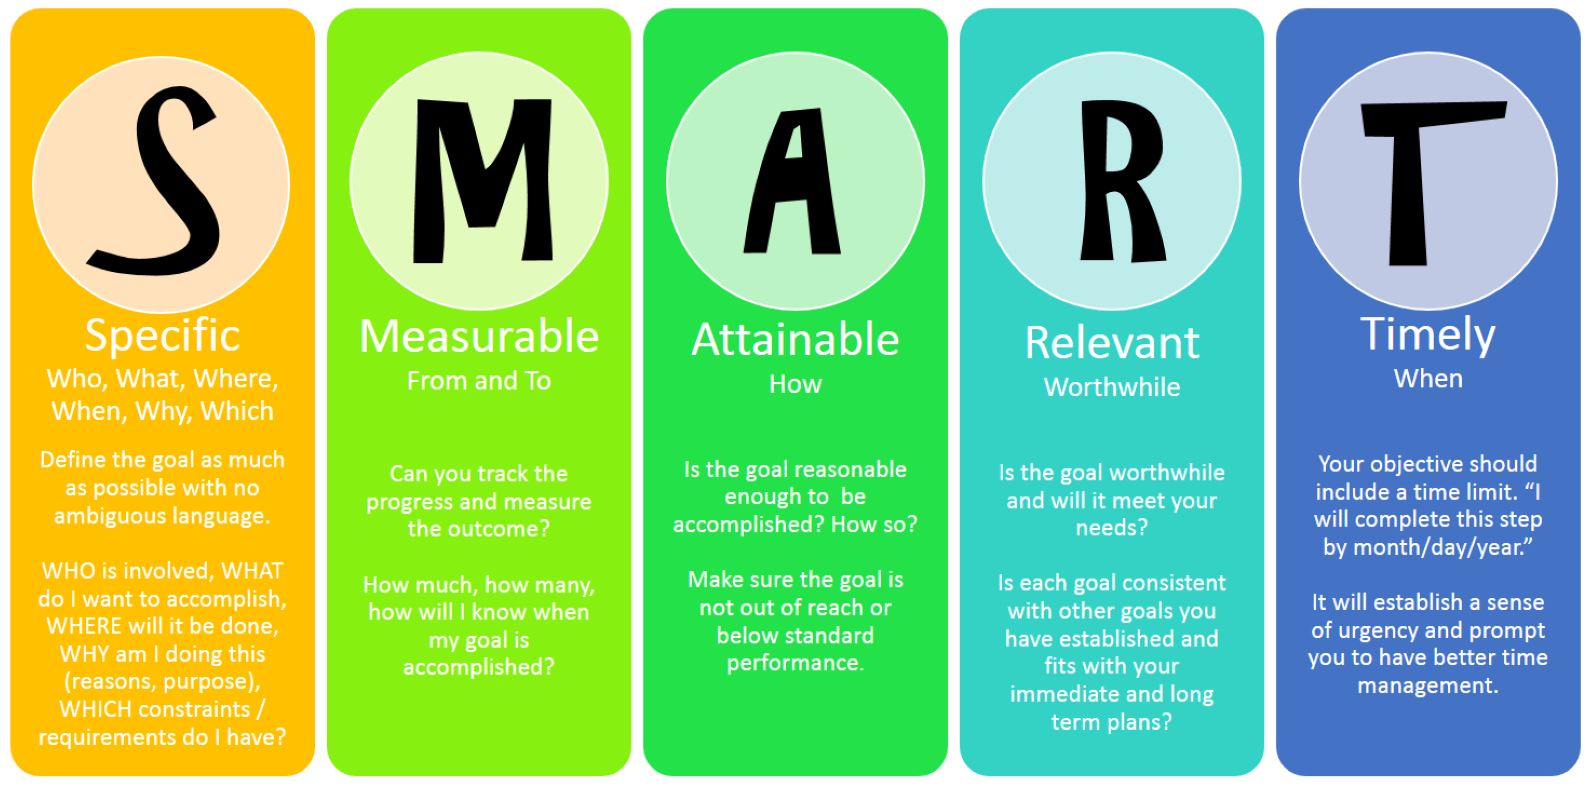 S
Specific
Who, What, Where,
When, Why, Which
Define the goal as much
as possible with no
ambiguous language.
WHO is involved, WHAT
do I want to accomplish,
WHERE will it be done,
WHY am I doing this
(reasons, purpose),
WHICH constraints /
requirements do I have?
M
Measurable
From and To
Can you track the
progress and measure
the outcome?
How much, how many,
how will I know when
my goal is
accomplished?
A
Attainable
How
Is the goal reasonable
enough to be
accomplished? How so?
Make sure the goal is
not out of reach or
below standard
performance.
R
Relevant
Worthwhile
Is the goal worthwhile
and will it meet your
needs?
Is each goal consistent
with other goals you
have established and
fits with your
immediate and long
term plans?
T
Timely
When
Your objective should
include a time limit. “I
will complete this step
by month/day/year.”
It will establish a sense
of urgency and prompt
you to have better time
management.